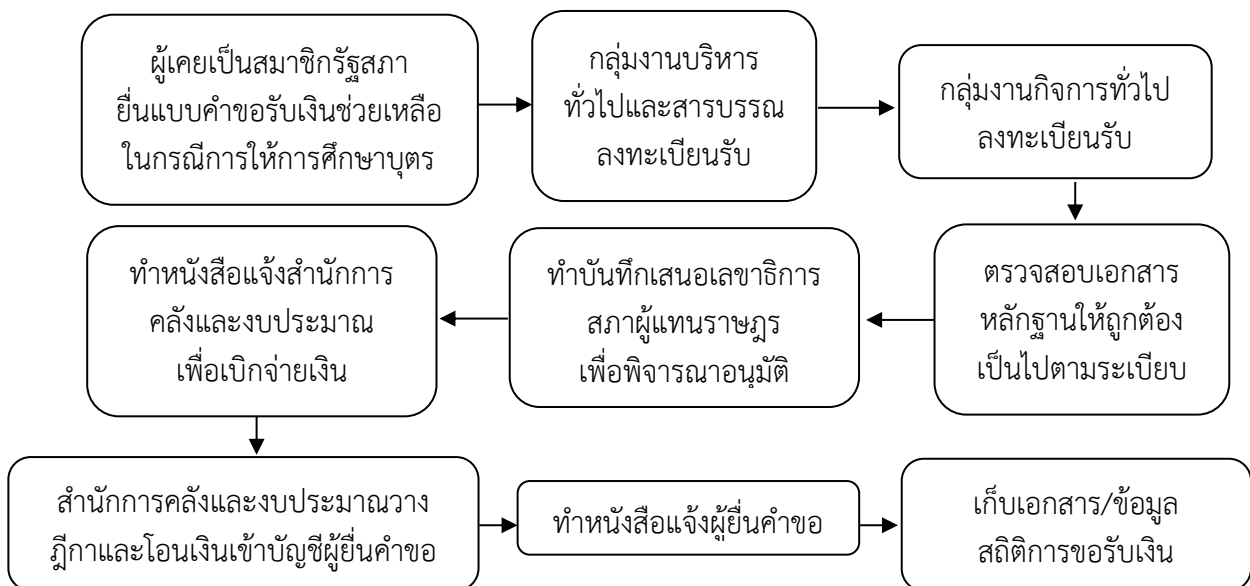 ผู้เคยเป็นสมาชิกรัฐสภา
ยื่นแบบคำขอรับเงินช่วยเหลือ
ในกรณีการให้การศึกษาบุตร
กลุ่มงานบริหาร
ทั่วไปและสารบรรณ
ลงทะเบียนรับ
กลุ่มงานกิจการทั่วไป
ลงทะเบียนรับ
ตรวจสอบเอกสาร
หลักฐานให้ถูกต้อง
เป็นไปตามระเบียบ
ทำบันทึกเสนอเลขาธิการ
สภาผู้แทนราษฎร
เพื่อพิจารณาอนุมัติ
ทำหนังสือแจ้งสำนักการ
คลังและงบประมาณ
เพื่อเบิกจ่ายเงิน
สำนักการคลังและงบประมาณวาง
ฎีกาและโอนเงินเข้าบัญชีผู้ยื่นคำขอ
ทำหนังสือแจ้งผู้ยื่นคำขอ
เก็บเอกสาร/ข้อมูล
สถิติการขอรับเงิน